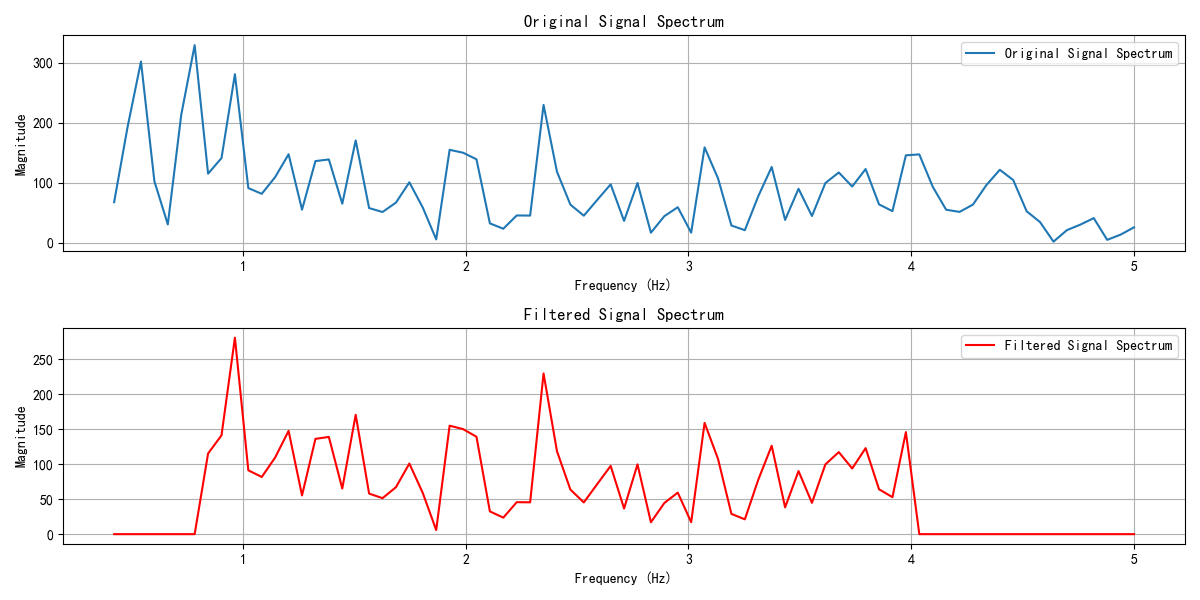 Original Signal Spectrum
Original Signal Spectrum
300
200
100
0
Magnitude
1 2 3 4 5
Frequency (Hz)
Filtered Signal Spectrum
Filtered Signal Spectrum
250
200
150
100
50
0
Magnitude
1 2 3 4 5
Frequency (Hz)